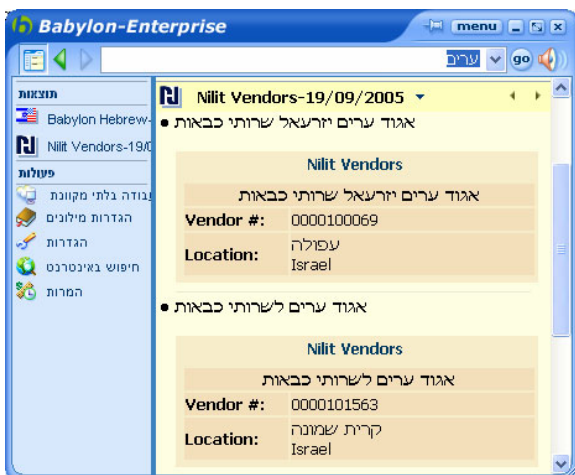 Babylon-Enterprise
menu
ערים
go
תוצאות
Babylon Hebrew-
Nilit Vendors-19/0
פעולות
עבודה בלתי מקוונת
הגדרות מילונים
הגדרות
חיפוש באינטרנט
המרות
Nilit Vendors-19/09/2005
אגוד ערים יזרעאל שרותי כבאות
Nilit Vendors
אגוד ערים יזרעאל שרותי כבאות
Vendor #: 0000100069
Location: עפולה
Israel
אגוד ערים לשרותי כבאות
Nilit Vendors
אגוד ערים לשרותי כבאות
Vendor #: 0000101563
Location: קרית שמונה
Israel